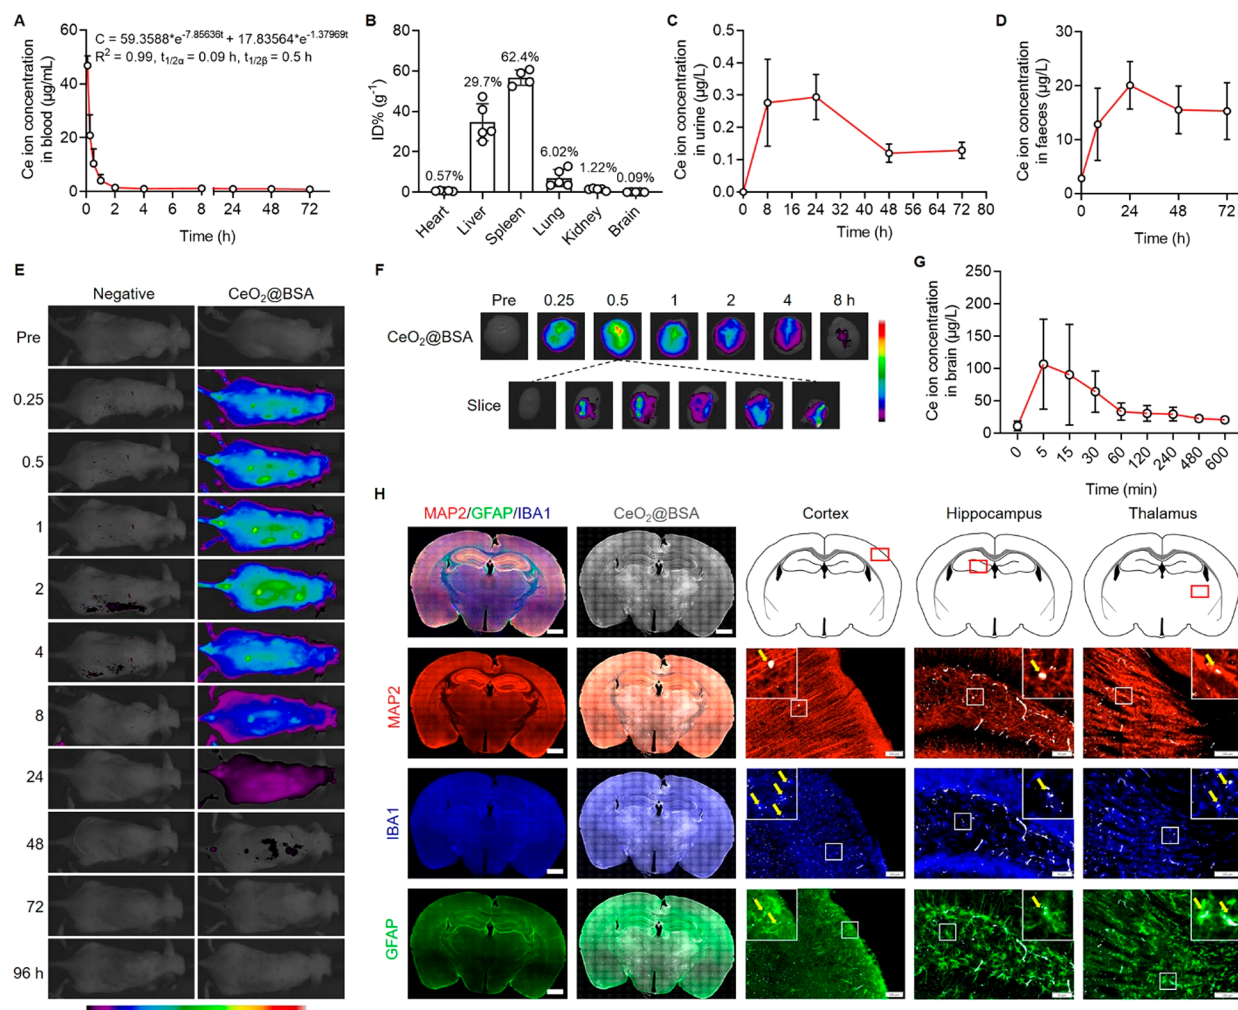 A
Ce ion concentration
in blood (μg/mL)
60
40
20
0
C = 59.3588*e-7.85636t + 17.83564*e-1.37969t
R2 = 0.99, t1/2α = 0.09 h, t1/2β = 0.5 h
0 2 4 6 8 24 48 72
Time (h)
B
ID% (g-1)
80
60
40
20
0
0.57%
29.7%
62.4%
6.02%
1.22%
0.09%
Heart
Liver
Spleen
Lung
Kidney
Brain
C
Ce ion concentration
in urine (μg/L)
0.5
0.4
0.3
0.2
0.1
0.0
0 8 16 24 32 40 48 56 64 72 80
Time (h)
D
Ce ion concentration
in faeces (μg/L)
30
20
10
0
0 24 48 72
Time (h)
E
Negative CeO2@BSA
Pre
0.25
0.5
1
2
4
8
24
48
72
96 h
F
Pre 0.25 0.5 1 2 4 8 h
CeO2@BSA
Slice
G
Ce ion concentration
in brain (μg/L)
250
200
150
100
50
0
0 5 15 30 60 120 240 480 600
Time (min)
H
MAP2/GFAP/IBA1 CeO2@BSA Cortex Hippocampus Thalamus
MAP2
IBA1
GFAP